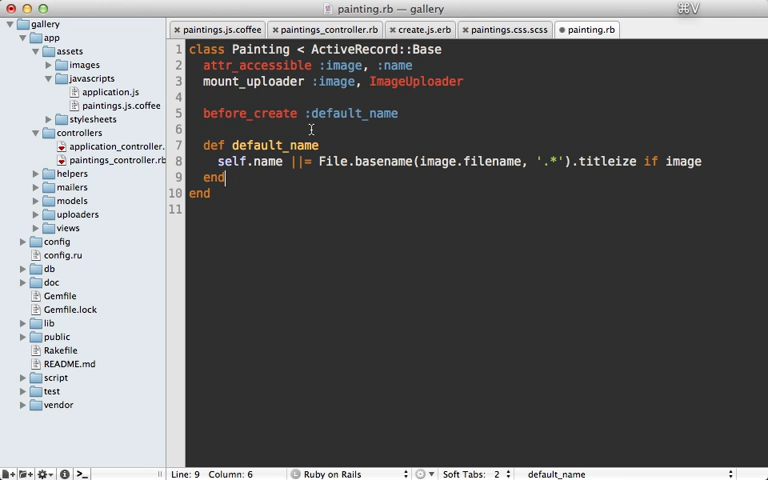 painting.rb — gallery
⌘V
gallery
app
assets
images
javascripts
application.js
paintings.js.coffee
stylesheets
controllers
application_controller.
paintings_controller.rb
helpers
mailers
models
uploaders
views
config
config.ru
db
doc
Gemfile
Gemfile.lock
lib
public
Rakefile
README.md
script
test
vendor
paintings.js.coffee
paintings_controller.rb
create.js.erb
paintings.css.scss
painting.rb
1 class Painting < ActiveRecord::Base
2 attr_accessible :image, :name
3 mount_uploader :image, ImageUploader
4
5 before_create :default_name
6
7 def default_name
8 self.name ||= File.basename(image.filename, '.*').titleize if image
9 end
10 end
11
Line: 9 Column: 6
Ruby on Rails
Soft Tabs: 2
default_name